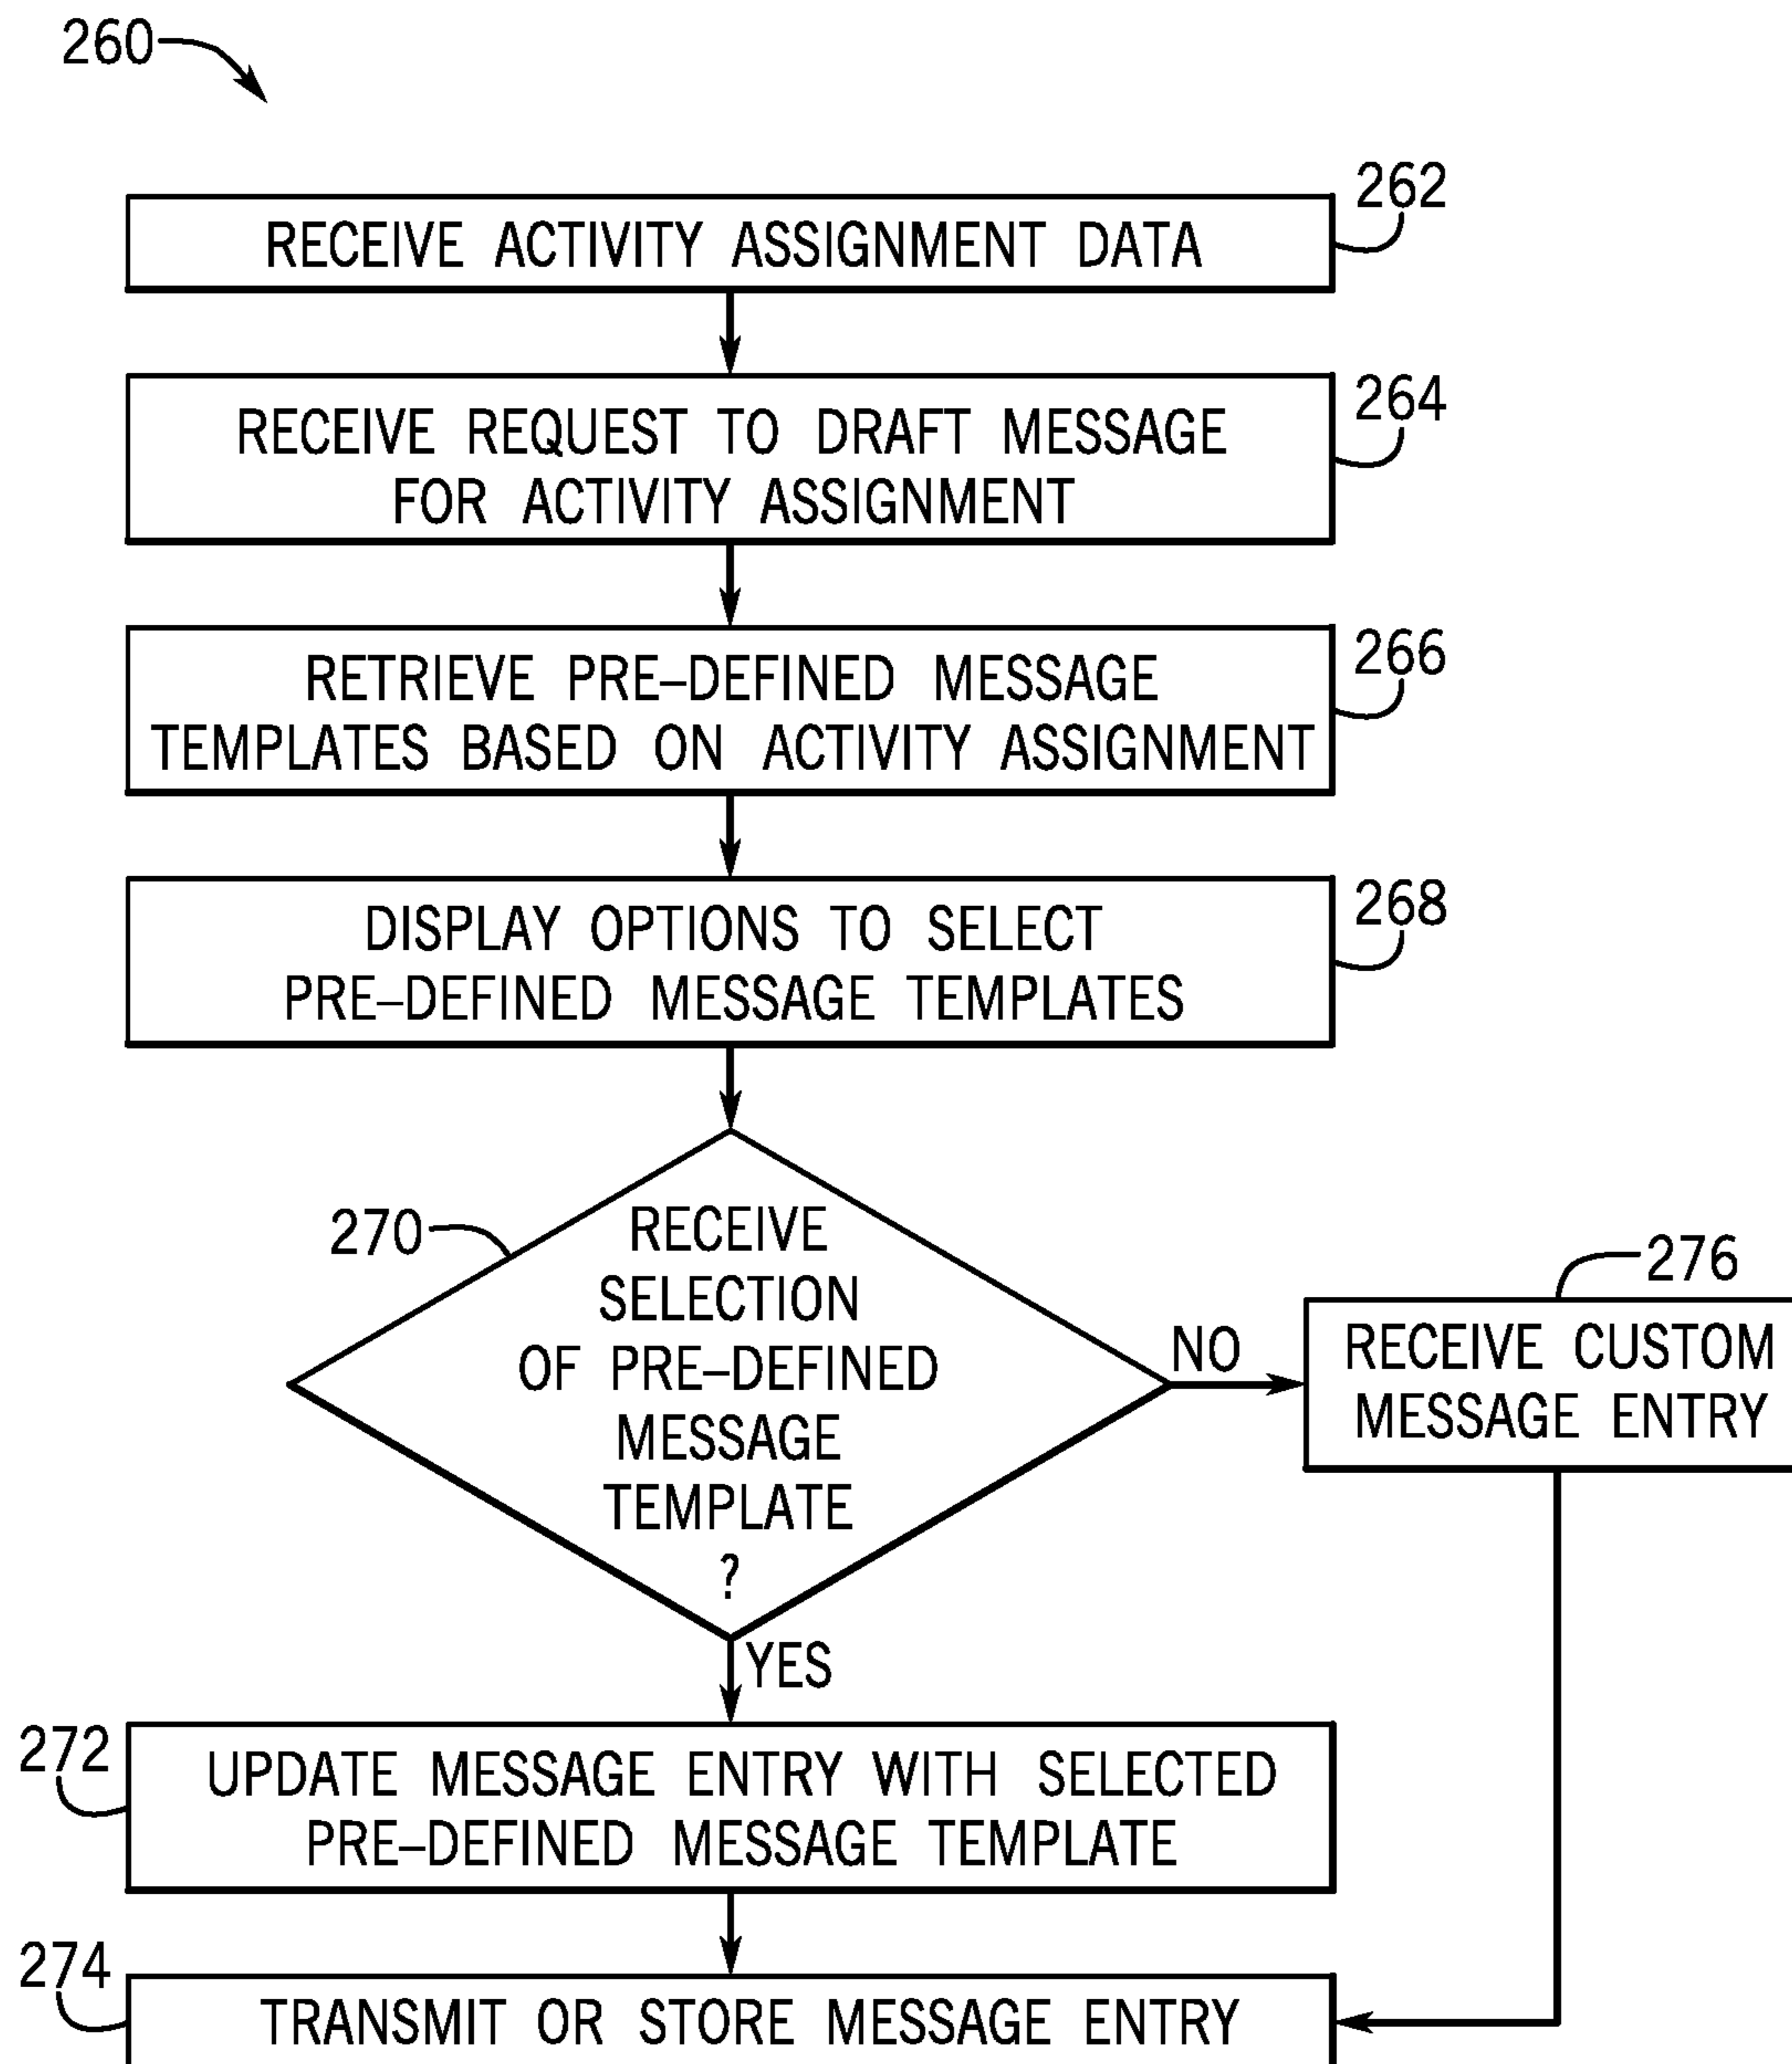 260
262
RECEIVE ACTIVITY ASSIGNMENT DATA
264
RECEIVE REQUEST TO DRAFT MESSAGE
FOR ACTIVITY ASSIGNMENT
266
RETRIEVE PRE–DEFINED MESSAGE
TEMPLATES BASED ON ACTIVITY ASSIGNMENT
268
DISPLAY OPTIONS TO SELECT
PRE–DEFINED MESSAGE TEMPLATES
270
RECEIVE
SELECTION
OF PRE–DEFINED
MESSAGE
TEMPLATE
?
NO
276
RECEIVE CUSTOM
MESSAGE ENTRY
YES
272
UPDATE MESSAGE ENTRY WITH SELECTED
PRE–DEFINED MESSAGE TEMPLATE
274
TRANSMIT OR STORE MESSAGE ENTRY